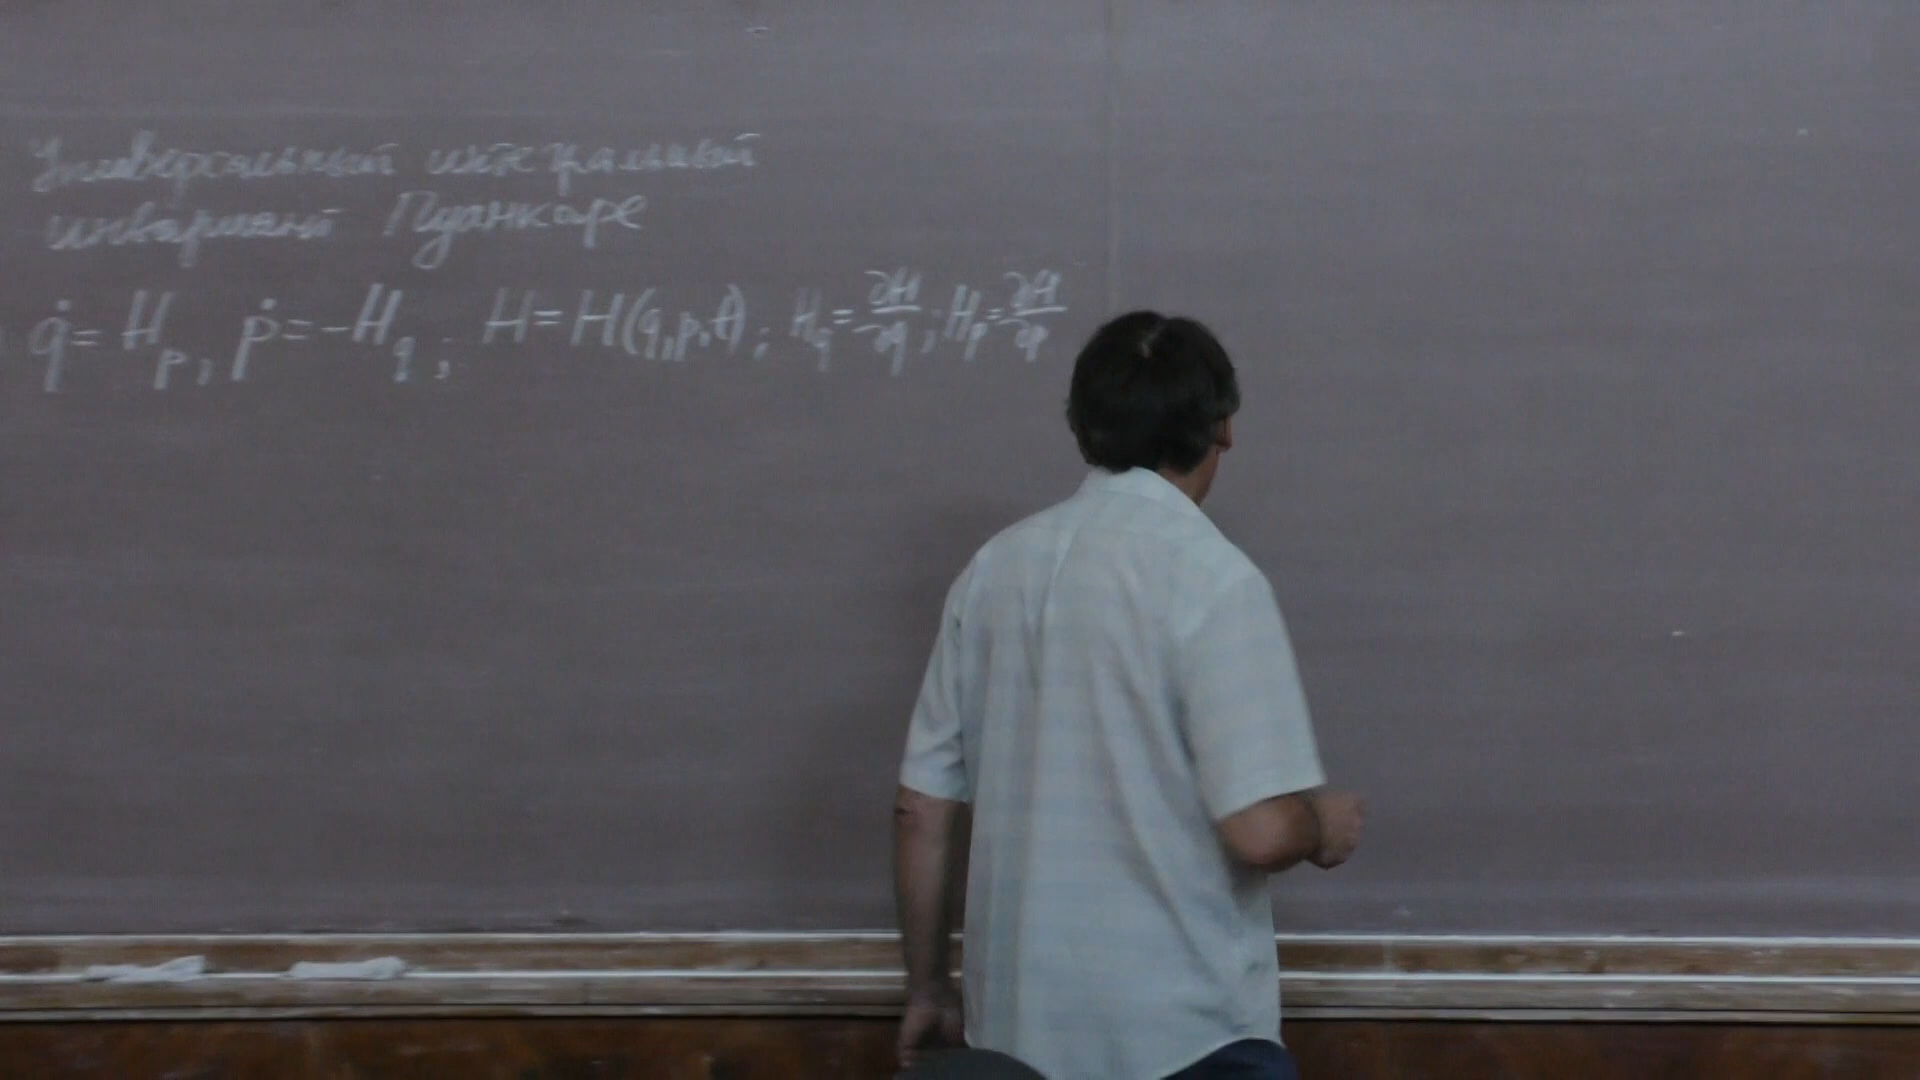 Универсальный интегральный
инвариант Пуанкаре
q̇ = H_p, ṗ = -H_q; H = H(q,p,t); H_q = ∂H/∂q; H_p = ∂H/∂p